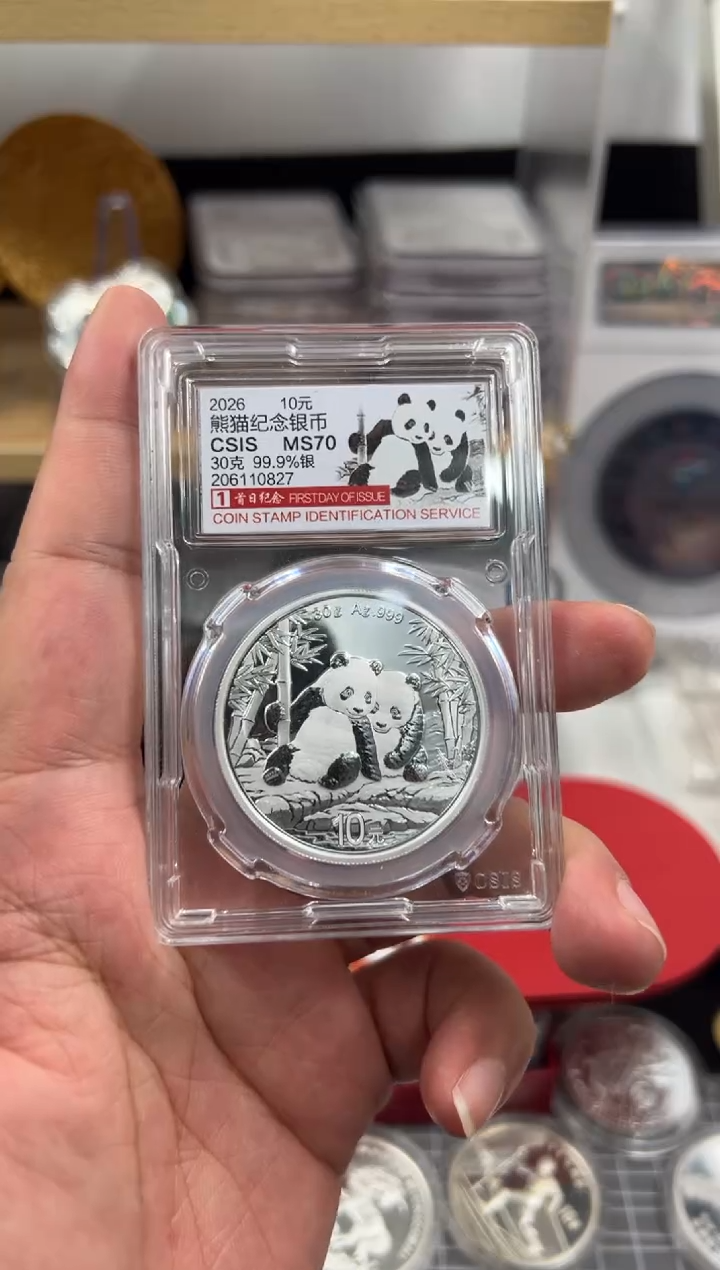 2026 10元
熊猫纪念银币
CSIS MS70
30克 99.9%银
206110827
1 首日纪念 FIRST DAY OF ISSUE
COIN STAMP IDENTIFICATION SERVICE
30g Ag.999
10元
CSIS